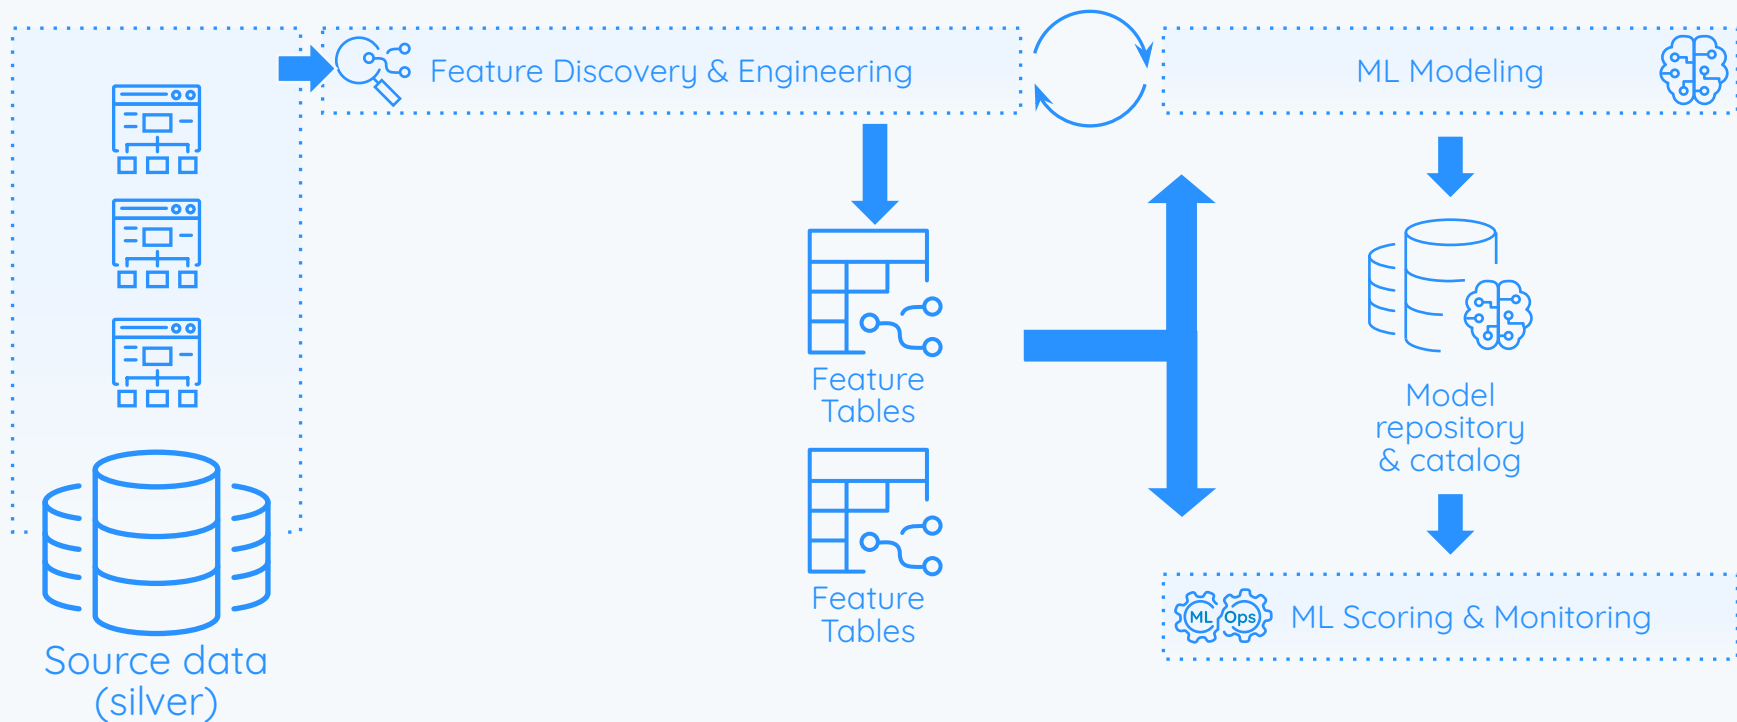 Feature Discovery & Engineering
ML Modeling
Feature
Tables
Model
repository
& catalog
Feature
Tables
ML Ops
ML Scoring & Monitoring
Source data
(silver)